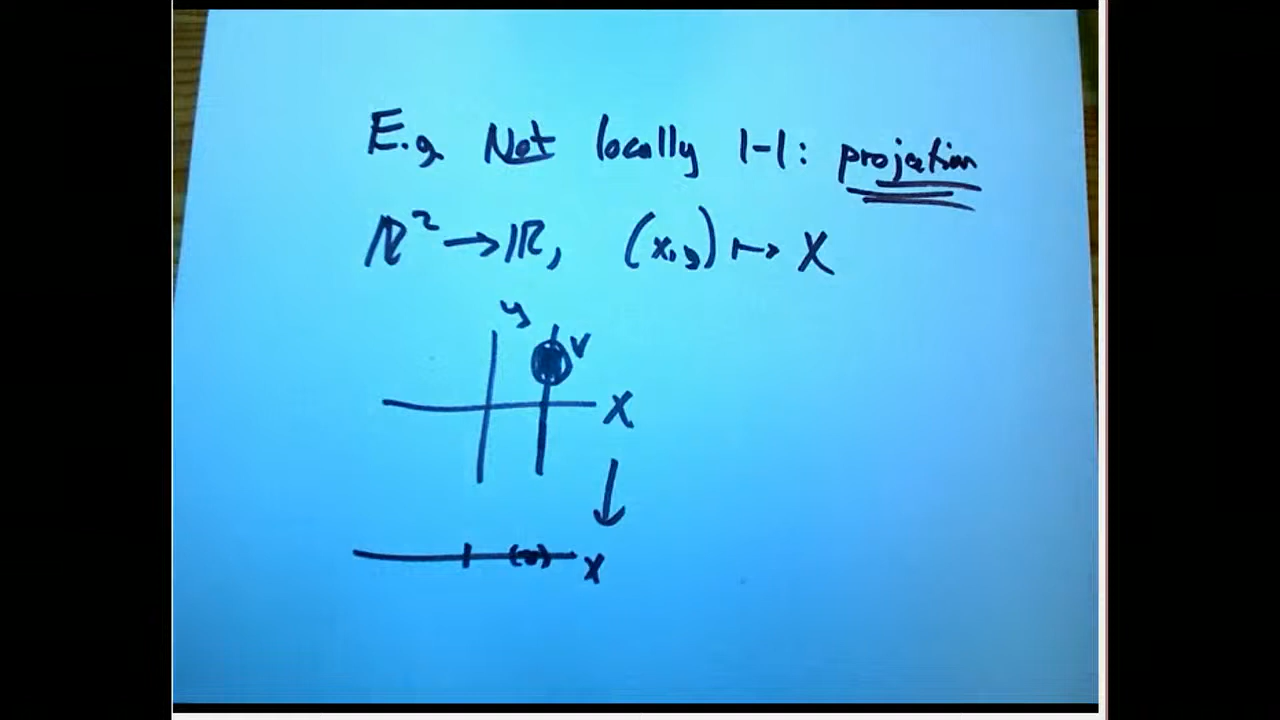 E.g. Not locally 1-1: projection
ℝ² → ℝ, (x,y) ↦ x
y
V
x
x